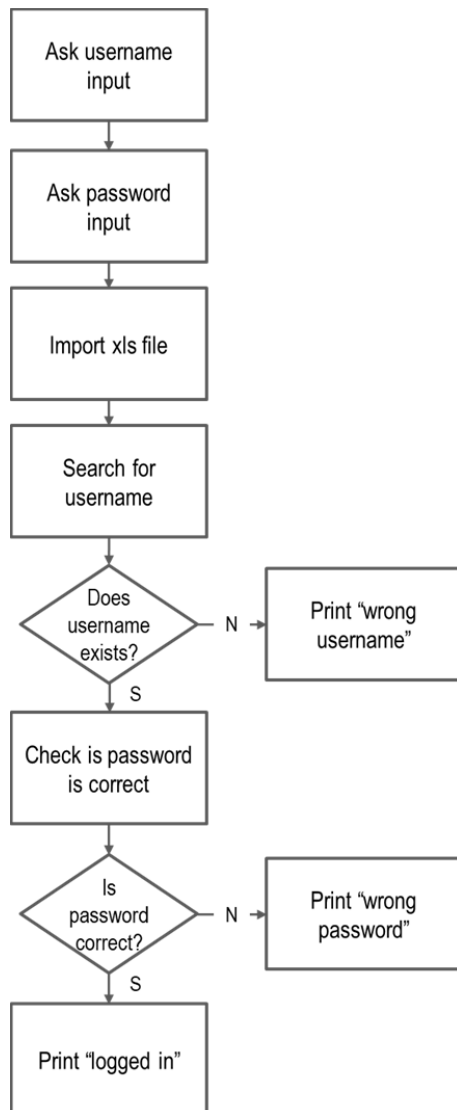 Ask username
input
Ask password
input
Import xls file
Search for
username
Does
username
exists?
N
Print “wrong
username”
S
Check is password
is correct
Is
password
correct?
N
Print “wrong
password”
S
Print “logged in”